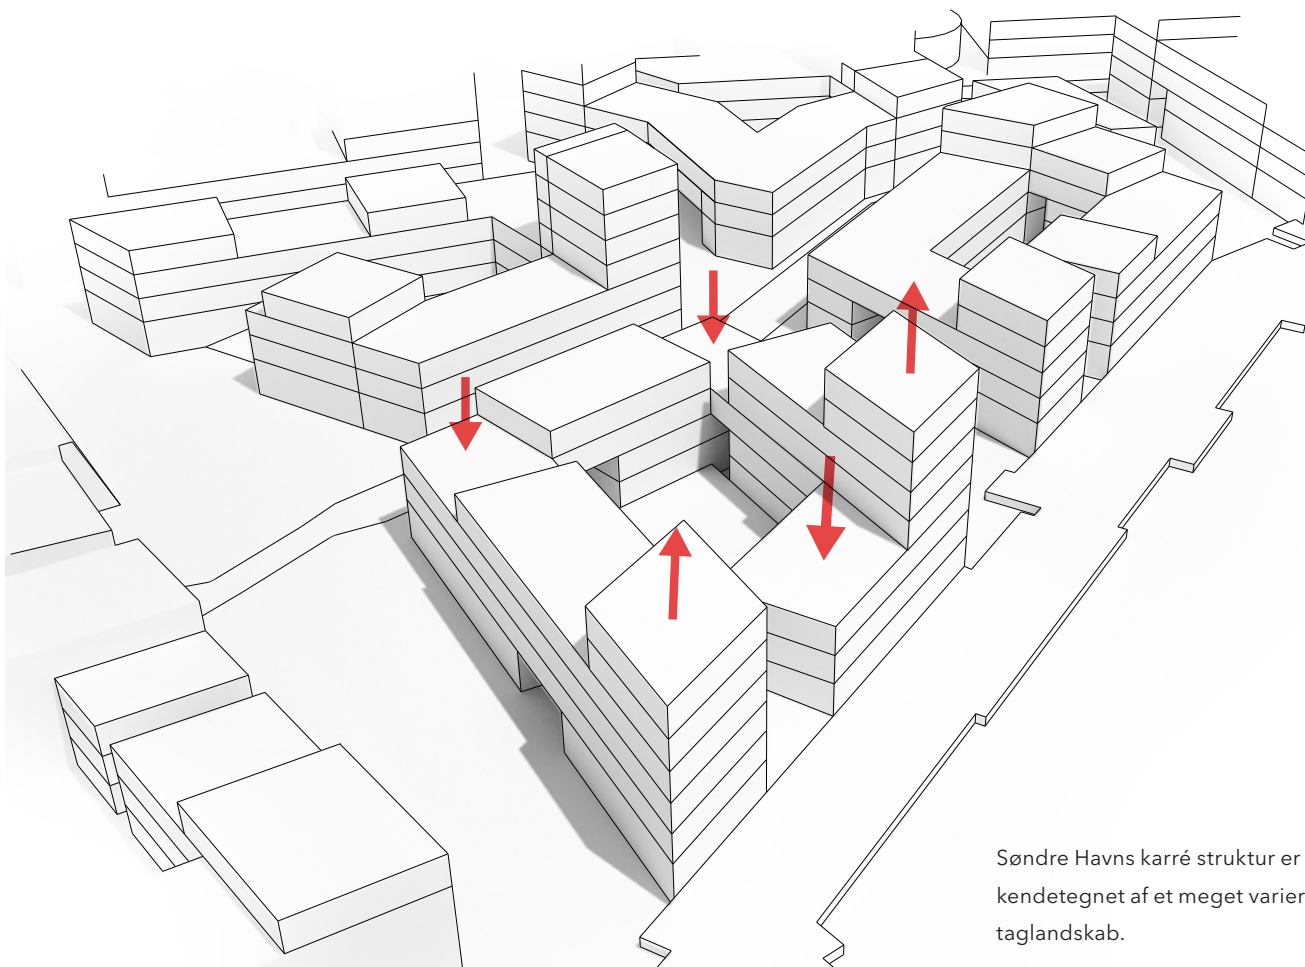 Søndre Havns karré struktur er
kendetegnet af et meget varier
taglandskab.